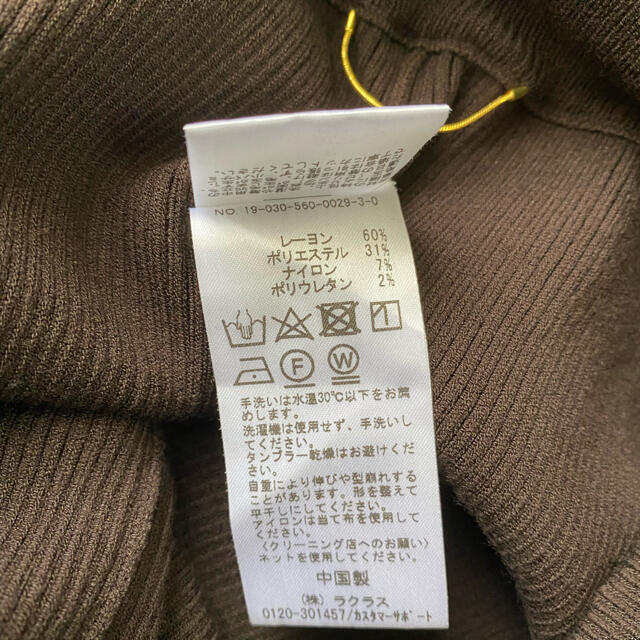 NO. 19-030-560-0029-3-0
レーヨン 60%
ポリエステル 31%
ナイロン 7%
ポリウレタン 2%
F
W
手洗いは水温30℃以下をお薦
めします。
洗濯機は使用せず、手洗いし
てください。
タンブラー乾燥はお避けくださ
い。
自重により伸びや型崩れする
ことがあります。形を整えて
平干しにしてください。
アイロンは当て布を使用して
ください。
〈クリーニング店へのお願い〉
ネットを使用してください。
中国製
(株) ラクラス
0120-301457/カスタマーサポート